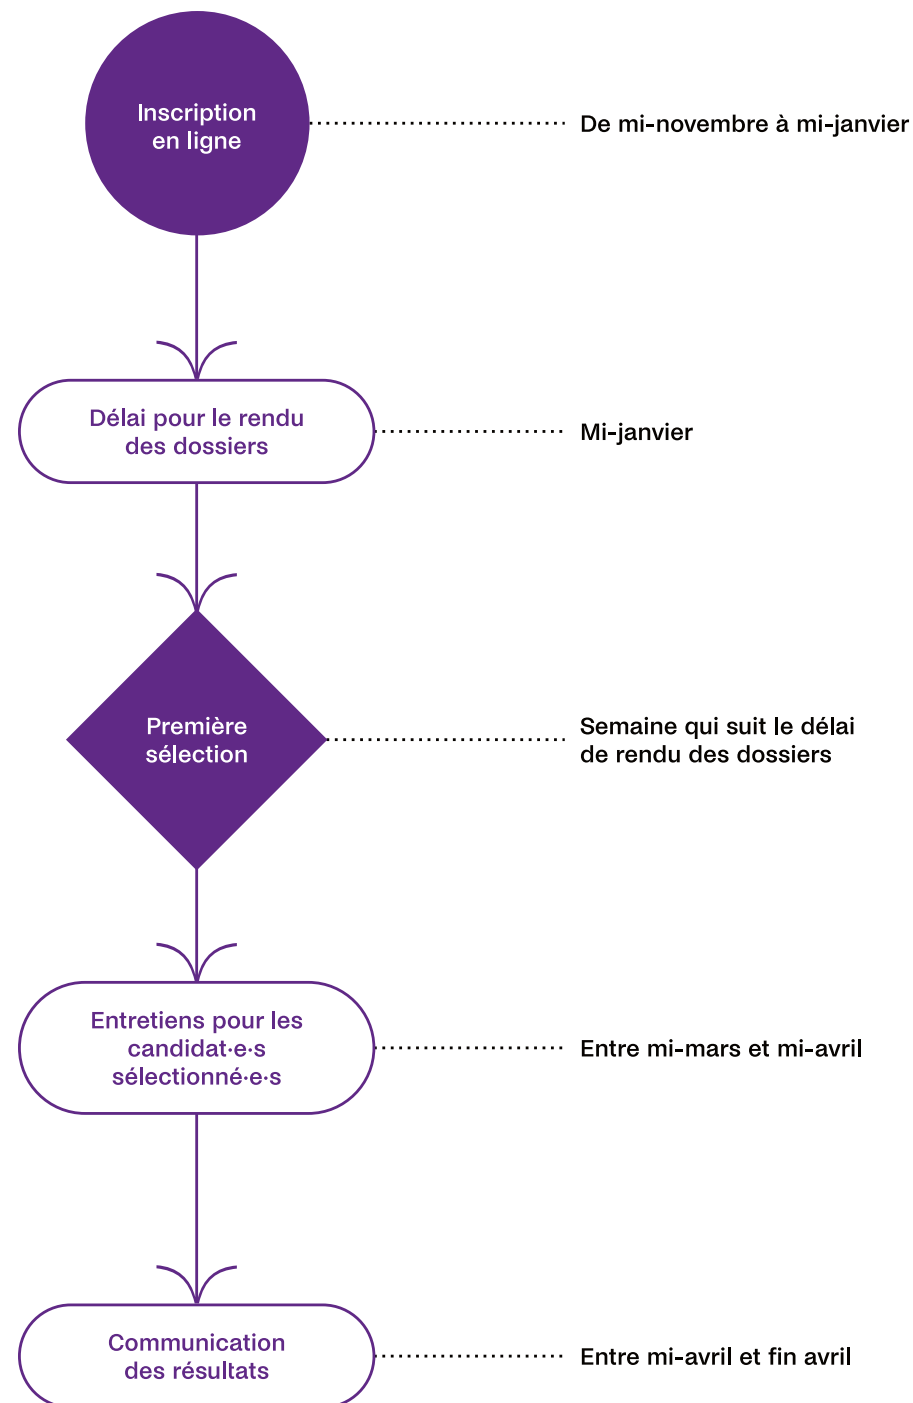 Inscription
en ligne
De mi-novembre à mi-janvier
Délai pour le rendu
des dossiers
Mi-janvier
Première
sélection
Semaine qui suit le délai
de rendu des dossiers
Entretiens pour les
candidat·e·s
sélectionné·e·s
Entre mi-mars et mi-avril
Communication
des résultats
Entre mi-avril et fin avril